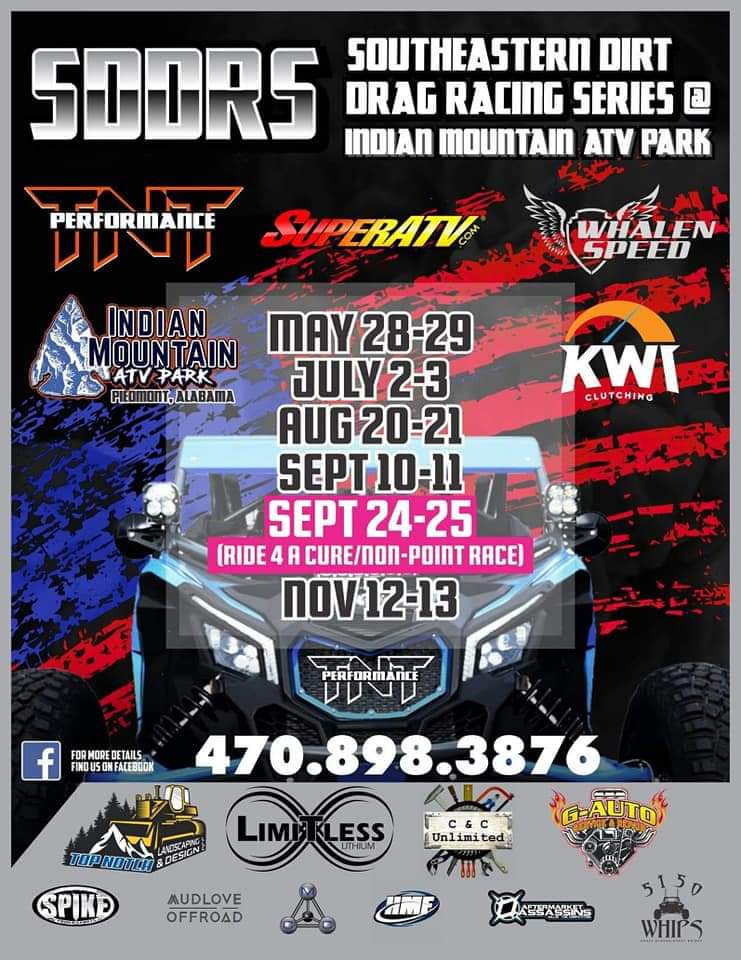 SDDRS
SOUTHEASTERN DIRT
DRAG RACING SERIES @
INDIAN MOUNTAIN ATV PARK
TNT
PERFORMANCE
SUPERATV.COM
WHALEN
SPEED
INDIAN
MOUNTAIN
ATV PARK
PIEDMONT, ALABAMA
KWI
CLUTCHING
MAY 28-29
JULY 2-3
AUG 20-21
SEPT 10-11
SEPT 24-25
(RIDE 4 A CURE/NON-POINT RACE)
NOV 12-13
TNT
PERFORMANCE
f
FOR MORE DETAILS
FIND US ON FACEBOOK
470.898.3876
TOP NOTCH
LANDSCAPING
& DESIGN
LIMITLESS
LITHIUM
C & C
Unlimited
G-AUTO
SERVICE & REPAIR
SPIKE
MUDLOVE
OFFROAD
HMF
AFTERMARKET
ASSASSINS
5150
WHIPS